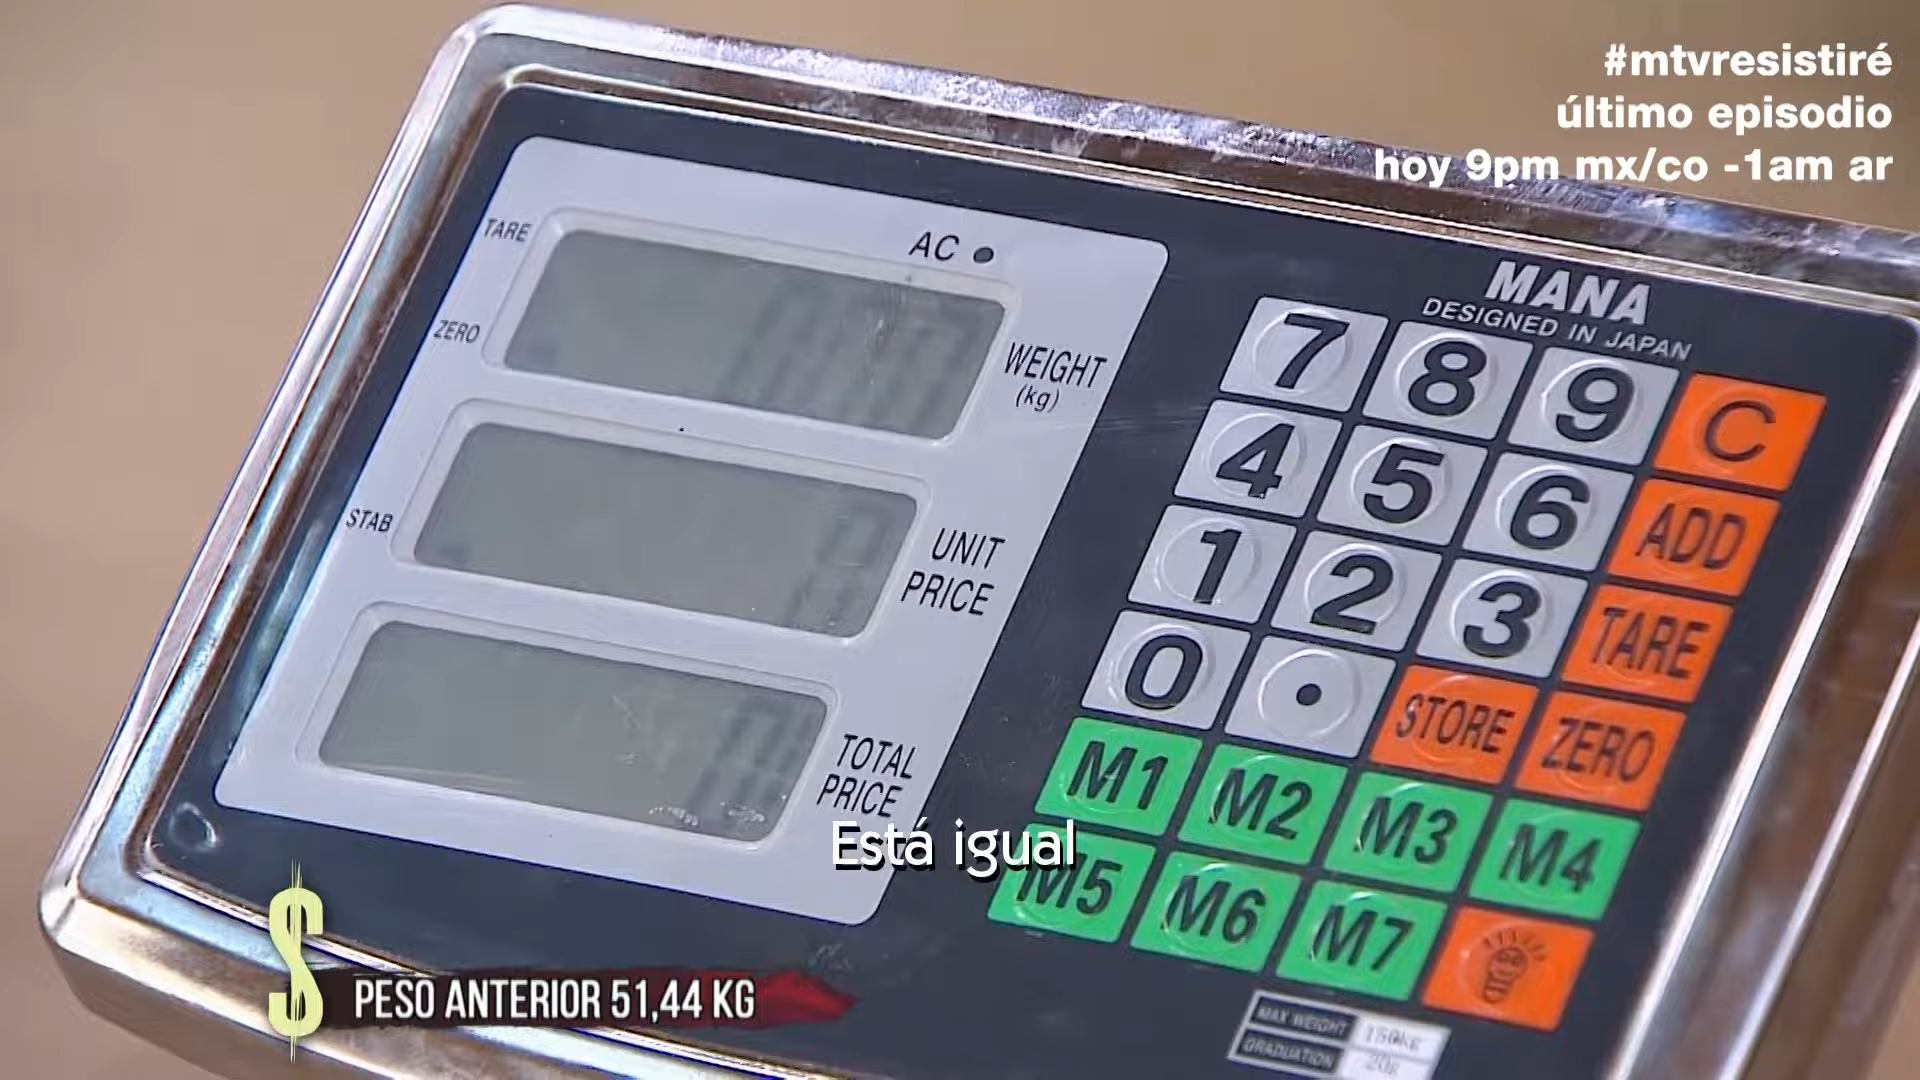 #mtvresistiré
último episodio
hoy 9pm mx/co -1am ar
TARE
AC
ZERO
WEIGHT
(kg)
STAB
UNIT
PRICE
TOTAL
PRICE
MANA
DESIGNED IN JAPAN
7 8 9 C
4 5 6 ADD
1 2 3 TARE
0 . STORE ZERO
M1 M2 M3 M4
M5 M6 M7
Está igual
PESO ANTERIOR 51,44 KG
MAX WEIGHT 150KG
GRADUATION 20g